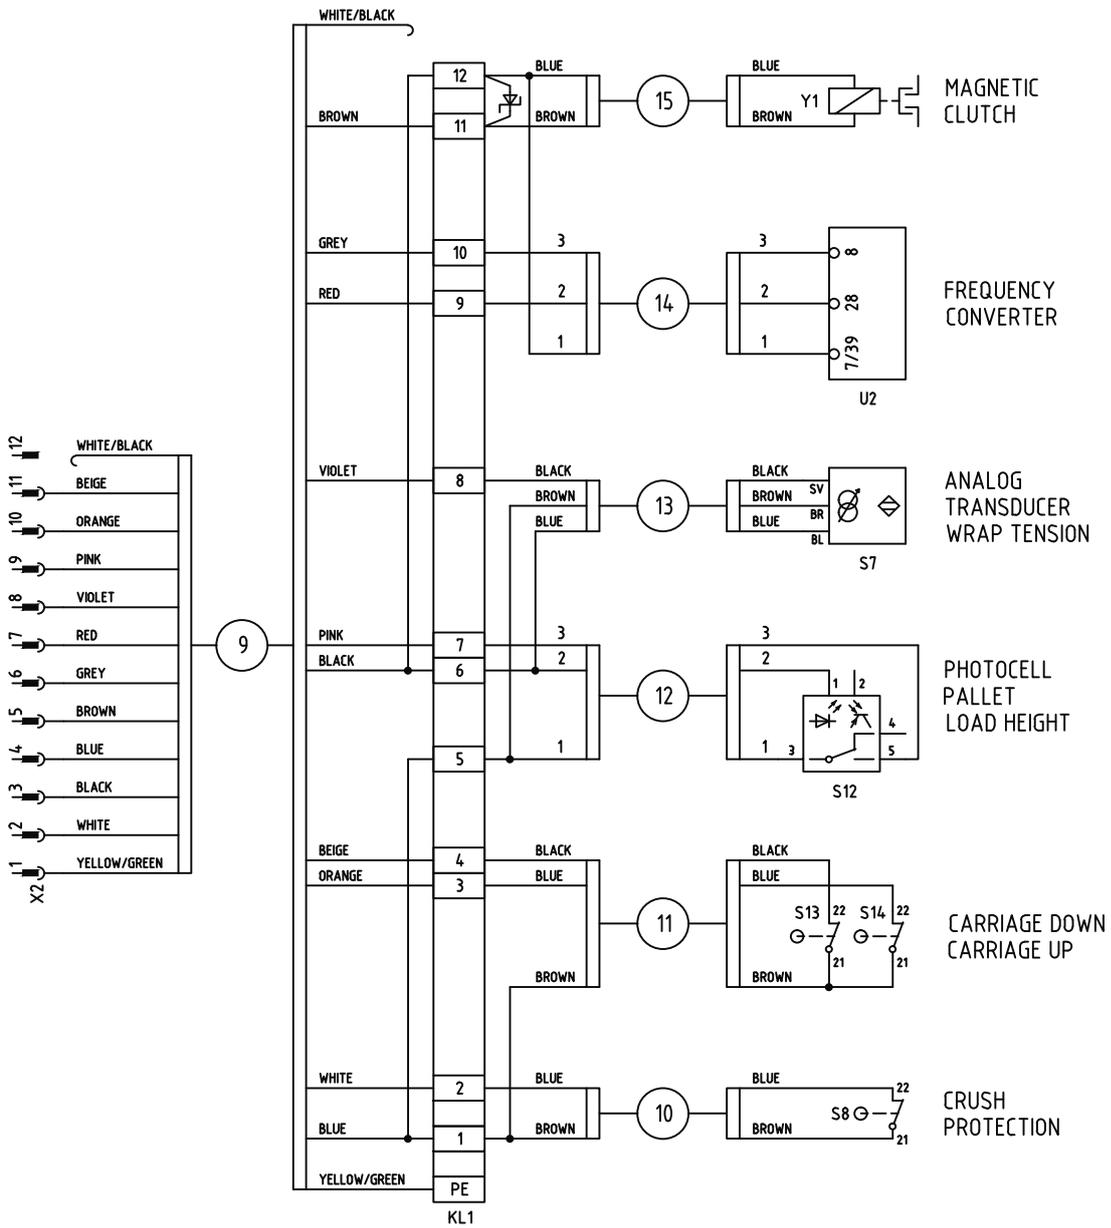 WHITE/BLACK
12
BLUE
15
BLUE
Y1
MAGNETIC
CLUTCH
BROWN
11
BROWN
BROWN
GREY
10
3
3
8
RED
9
2
14
2
28
FREQUENCY
CONVERTER
1
1
7/39
U2
12
WHITE/BLACK
11
BEIGE
10
ORANGE
9
PINK
8
VIOLET
7
RED
6
GREY
5
BROWN
4
BLUE
3
BLACK
2
WHITE
1
YELLOW/GREEN
X2
9
VIOLET
8
BLACK
BROWN
BLUE
13
BLACK
SV
BROWN
BR
BLUE
BL
S7
ANALOG
TRANSDUCER
WRAP TENSION
PINK
7
3
3
BLACK
6
2
2
12
1
2
4
5
1
3
5
1
S12
PHOTOCELL
PALLET
LOAD HEIGHT
BEIGE
4
BLACK
BLACK
ORANGE
3
BLUE
BLUE
11
S13
22
S14
22
21
21
BROWN
BROWN
CARRIAGE DOWN
CARRIAGE UP
WHITE
2
BLUE
BLUE
22
10
S8
BLUE
1
BROWN
BROWN
21
CRUSH
PROTECTION
YELLOW/GREEN
PE
KL1